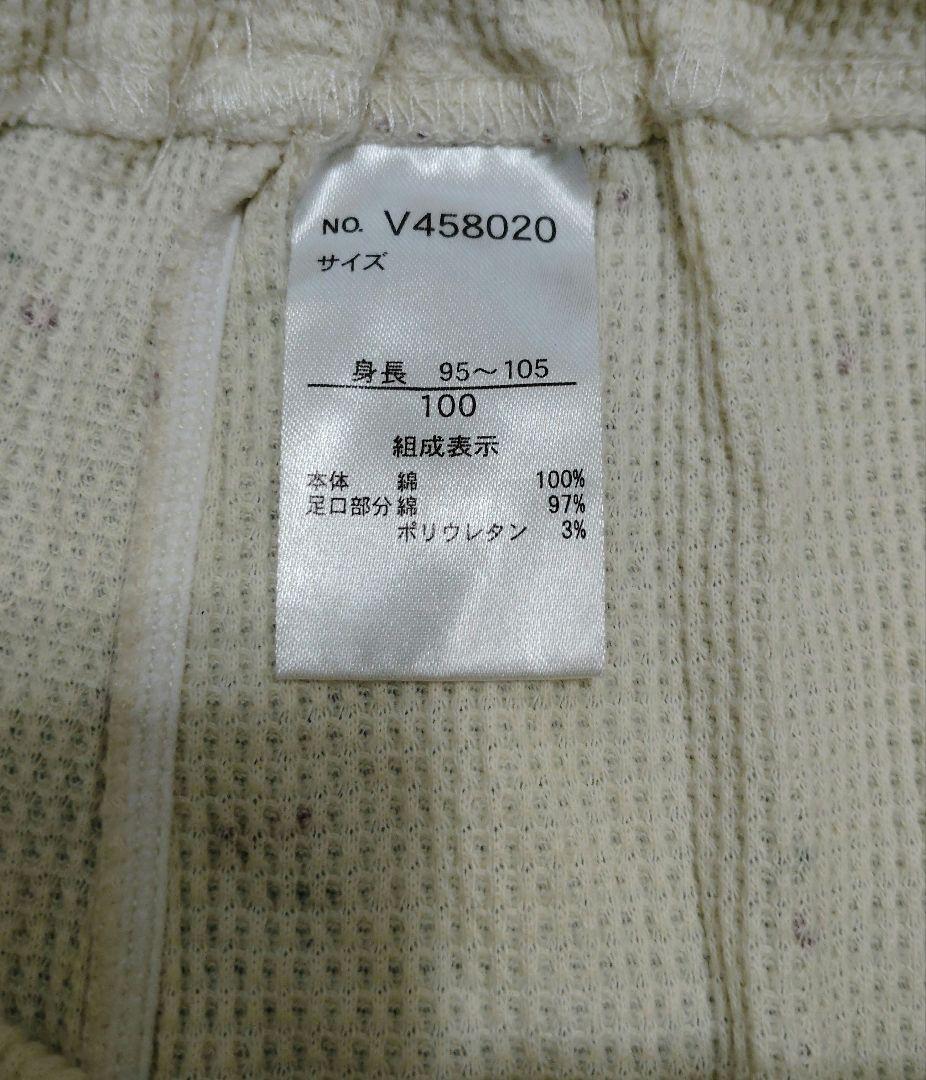 NO. V458020
サイズ
身長 95～105
100
組成表示
本体 綿 100%
足口部分 綿 97%
ポリウレタン 3%